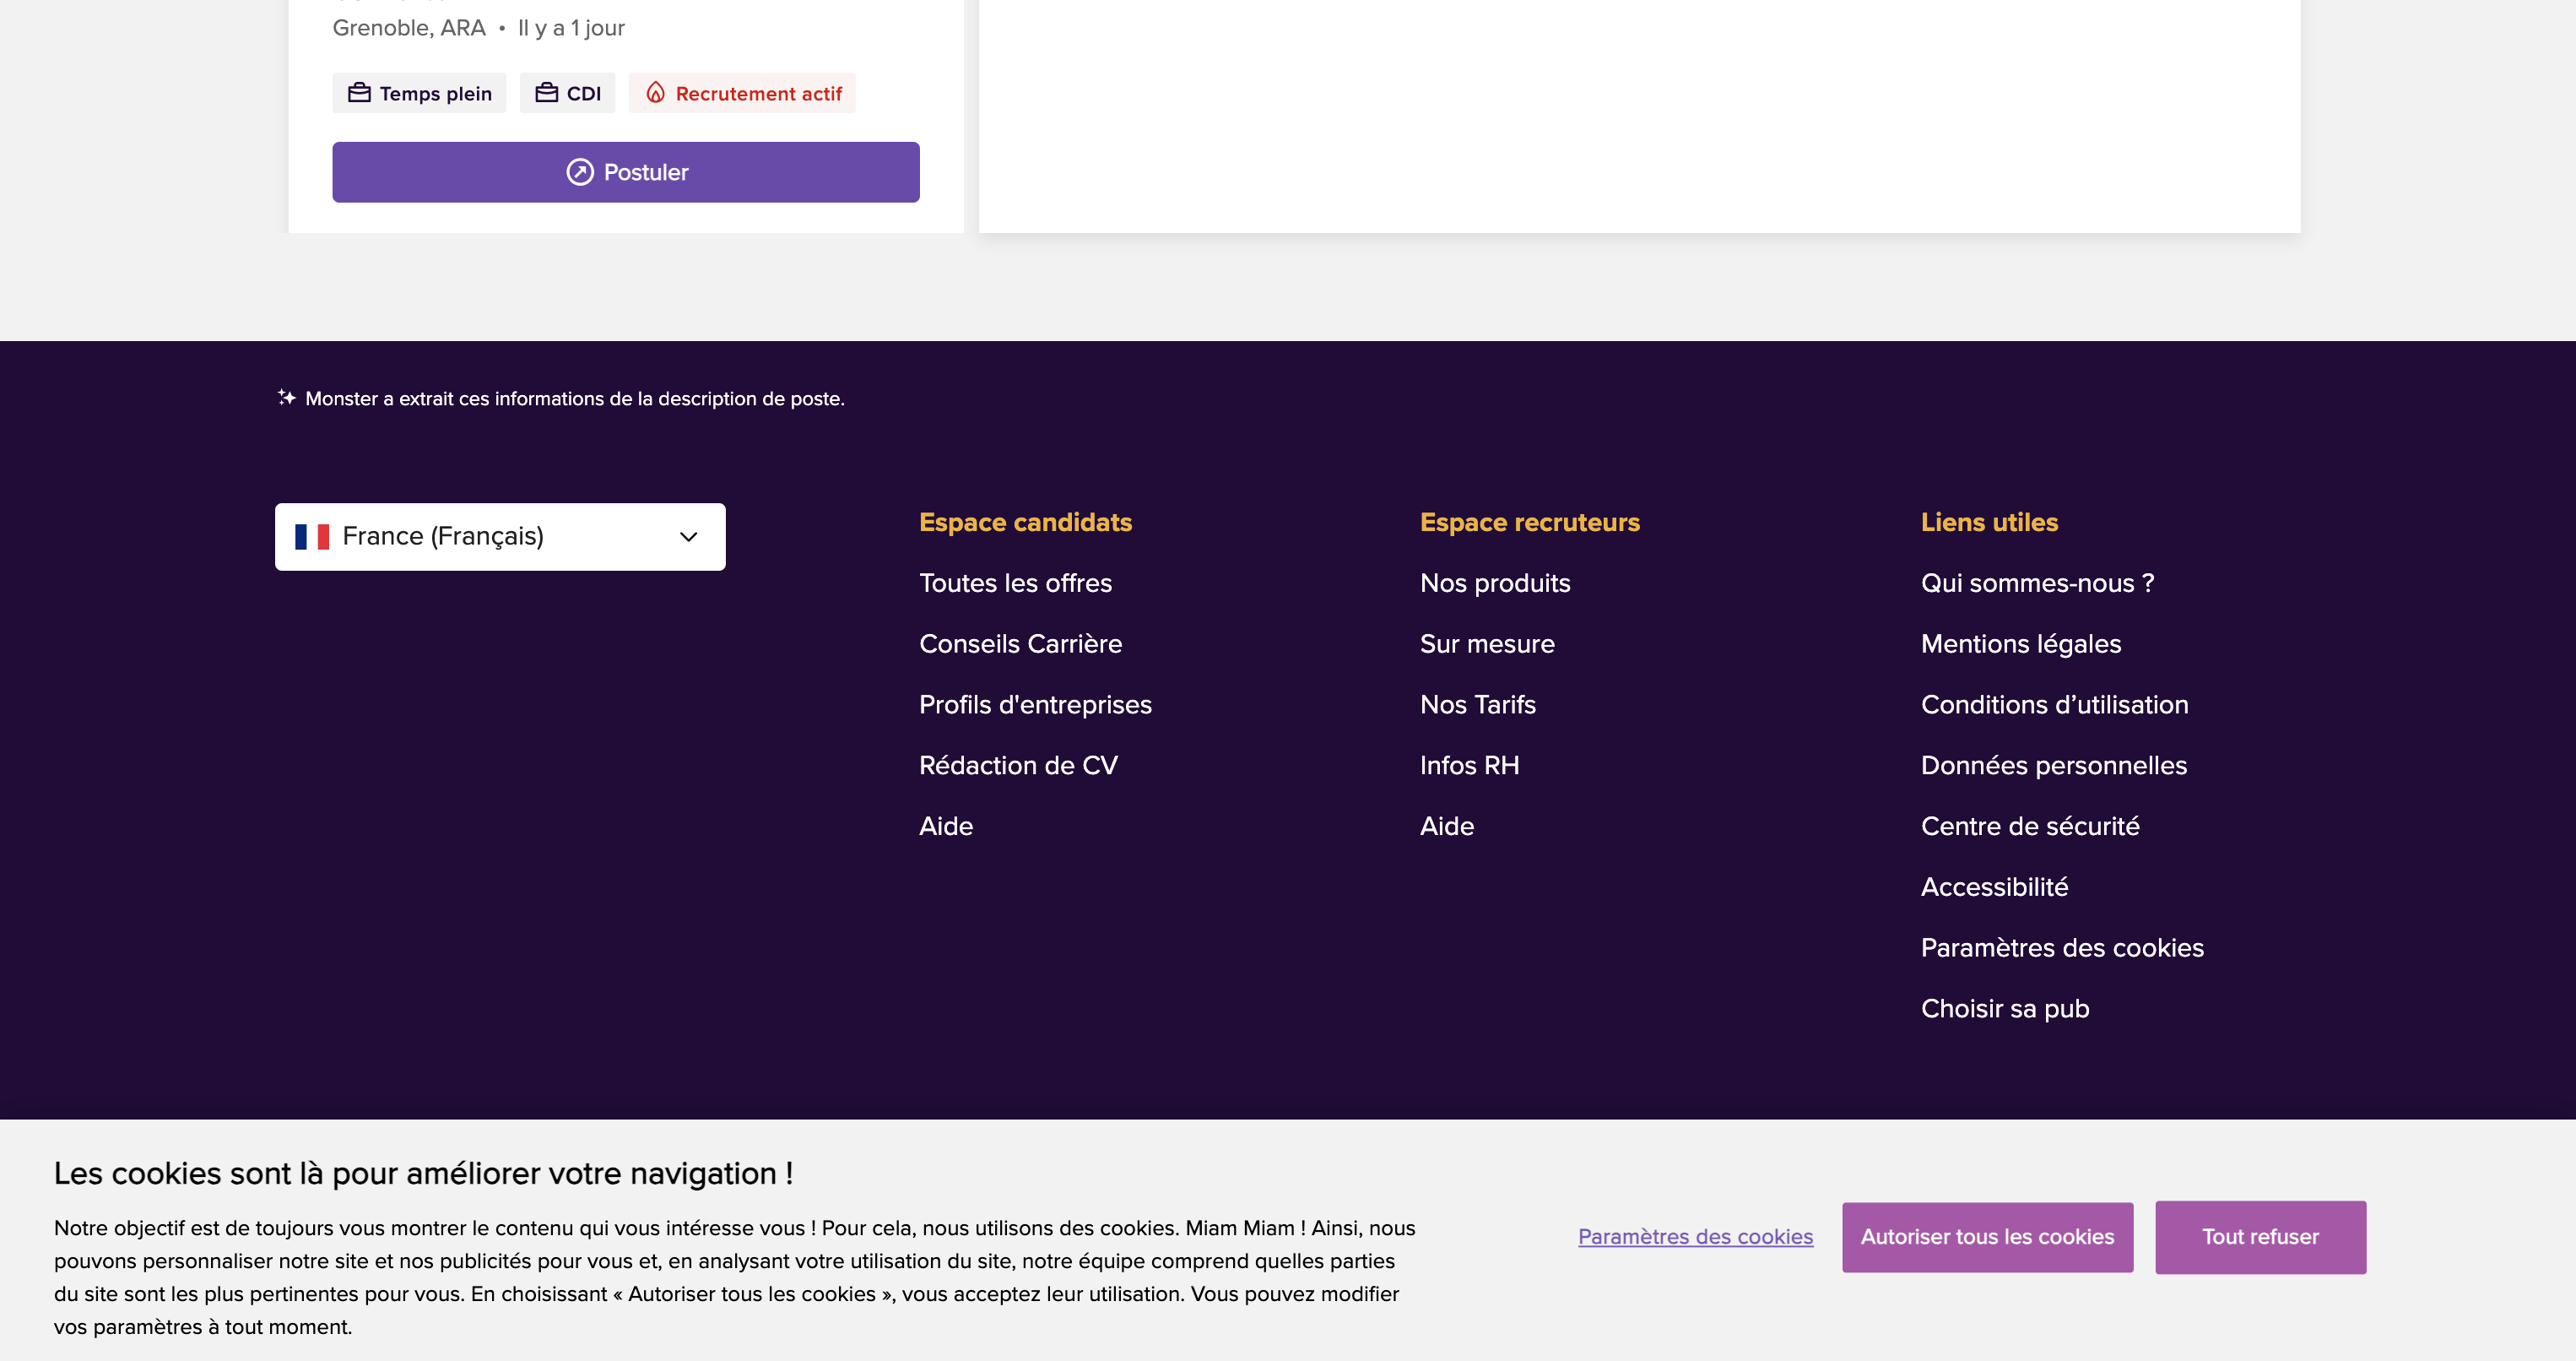 Grenoble, ARA • Il y a 1 jour
Temps plein
CDI
Recrutement actif
Postuler
Monster a extrait ces informations de la description de poste.
France (Français)
Espace candidats
Toutes les offres
Conseils Carrière
Profils d'entreprises
Rédaction de CV
Aide
Espace recruteurs
Nos produits
Sur mesure
Nos Tarifs
Infos RH
Aide
Liens utiles
Qui sommes-nous ?
Mentions légales
Conditions d’utilisation
Données personnelles
Centre de sécurité
Accessibilité
Paramètres des cookies
Choisir sa pub
Les cookies sont là pour améliorer votre navigation !
Notre objectif est de toujours vous montrer le contenu qui vous intéresse vous ! Pour cela, nous utilisons des cookies. Miam Miam ! Ainsi, nous
pouvons personnaliser notre site et nos publicités pour vous et, en analysant votre utilisation du site, notre équipe comprend quelles parties
du site sont les plus pertinentes pour vous. En choisissant « Autoriser tous les cookies », vous acceptez leur utilisation. Vous pouvez modifier
vos paramètres à tout moment.
Paramètres des cookies
Autoriser tous les cookies
Tout refuser